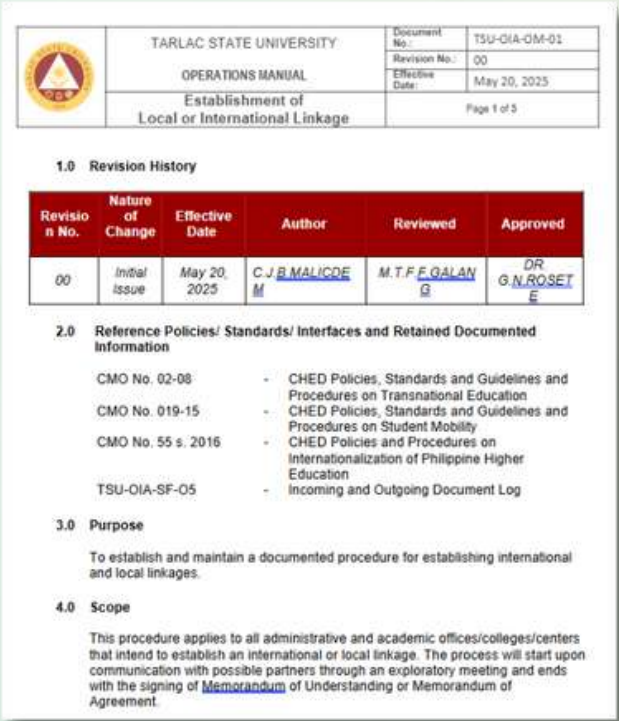 TARLAC STATE UNIVERSITY
OPERATIONS MANUAL
Establishment of
Local or International Linkage
Document
No.:
TSU-OIA-OM-01
Revision No.:
00
Effective
Date:
May 20, 2025
Page 1 of 5
1.0 Revision History
Revisio
n No.
Nature
of
Change
Effective
Date
Author
Reviewed
Approved
00
Initial
Issue
May 20,
2025
C.J.B.MALICDE
M
M.T.F.F.GALAN
G
DR.
G.N.ROSET
E
2.0 Reference Policies/ Standards/ Interfaces and Retained Documented
Information
CMO No. 02-08 - CHED Policies, Standards and Guidelines and
Procedures on Transnational Education
CMO No. 019-15 - CHED Policies, Standards and Guidelines and
Procedures on Student Mobility
CMO No. 55 s. 2016 - CHED Policies and Procedures on
Internationalization of Philippine Higher
Education
TSU-OIA-SF-O5 - Incoming and Outgoing Document Log
3.0 Purpose
To establish and maintain a documented procedure for establishing international
and local linkages.
4.0 Scope
This procedure applies to all administrative and academic offices/colleges/centers
that intend to establish an international or local linkage. The process will start upon
communication with possible partners through an exploratory meeting and ends
with the signing of Memorandum of Understanding or Memorandum of
Agreement.